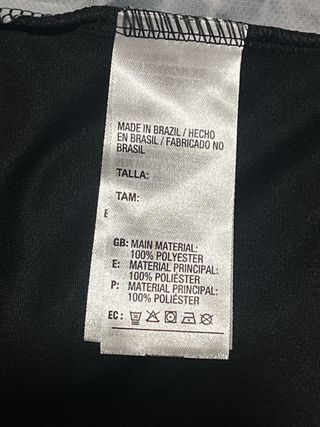 MADE IN BRAZIL / HECHO
EN BRASIL / FABRICADO NO
BRASIL
TALLA:
TAM:
E
GB: MAIN MATERIAL:
100% POLYESTER
E: MATERIAL PRINCIPAL:
100% POLIÉSTER
P: MATERIAL PRINCIPAL:
100% POLIÉSTER
EC: